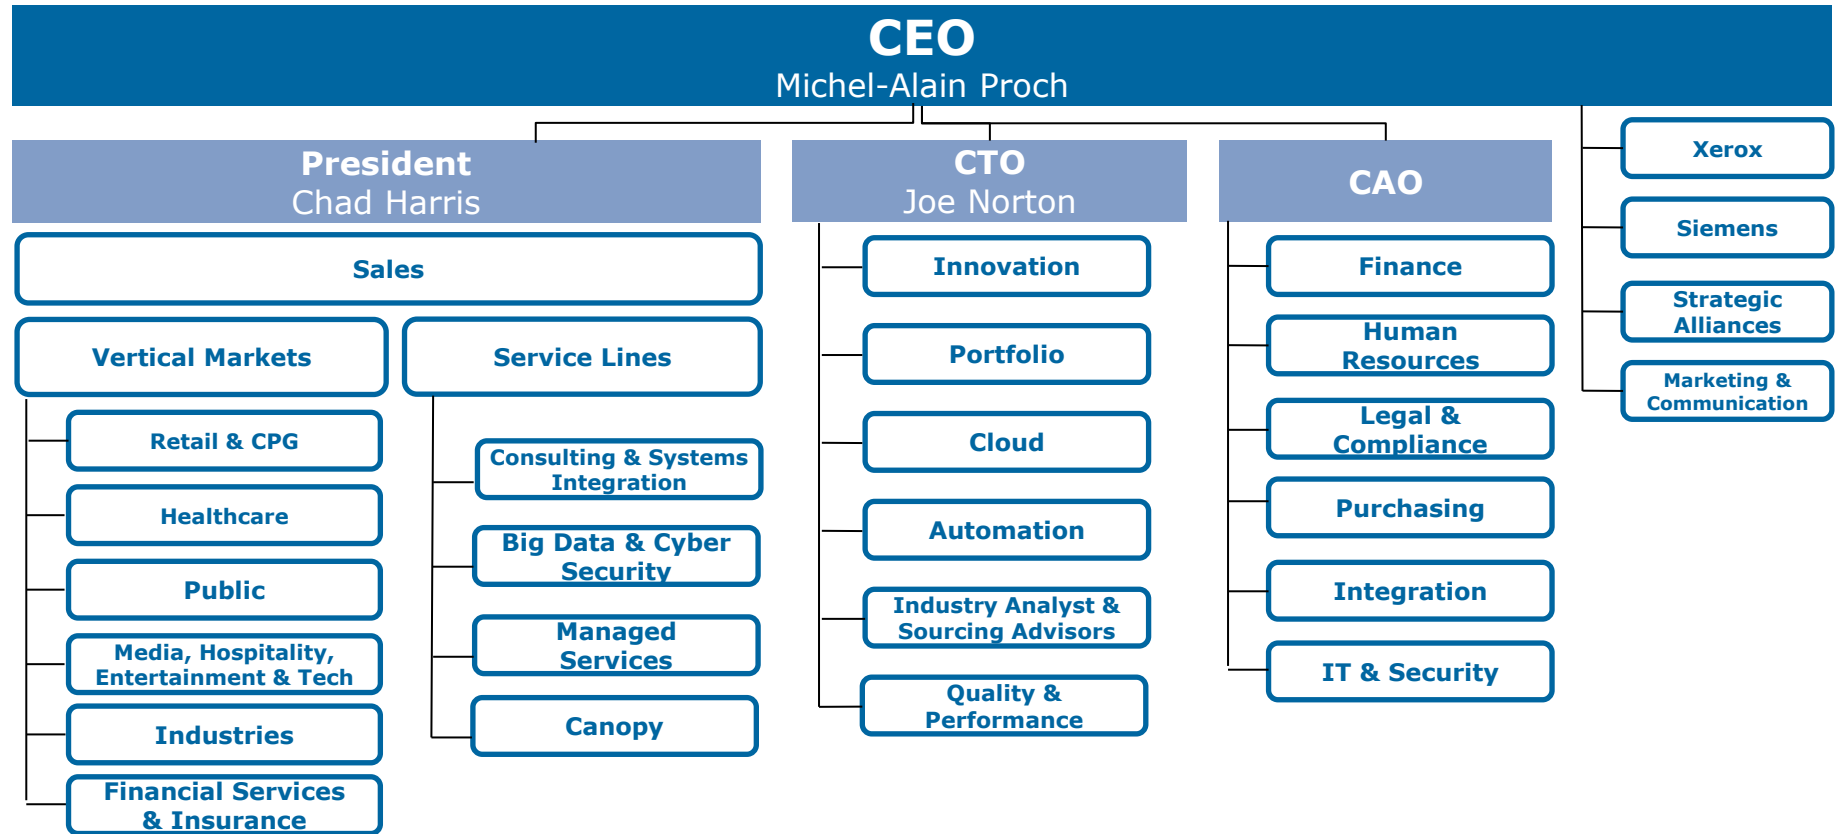 CEO
Michel-Alain Proch
President
Chad Harris
Sales
Vertical Markets
Retail & CPG
Healthcare
Public
Media, Hospitality,
Entertainment & Tech
Industries
Financial Services
& Insurance
Service Lines
Consulting & Systems
Integration
Big Data & Cyber
Security
Managed
Services
Canopy
CTO
Joe Norton
Innovation
Portfolio
Cloud
Automation
Industry Analyst &
Sourcing Advisors
Quality &
Performance
CAO
Finance
Human
Resources
Legal &
Compliance
Purchasing
Integration
IT & Security
Xerox
Siemens
Strategic
Alliances
Marketing &
Communication